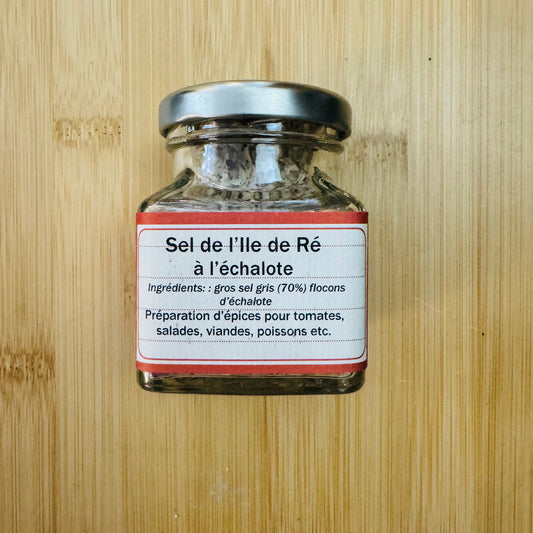 Sel de l'Ile de Ré
à l'échalote
Ingrédients: : gros sel gris (70%) flocons
d'échalote
Préparation d'épices pour tomates,
salades, viandes, poissons etc.